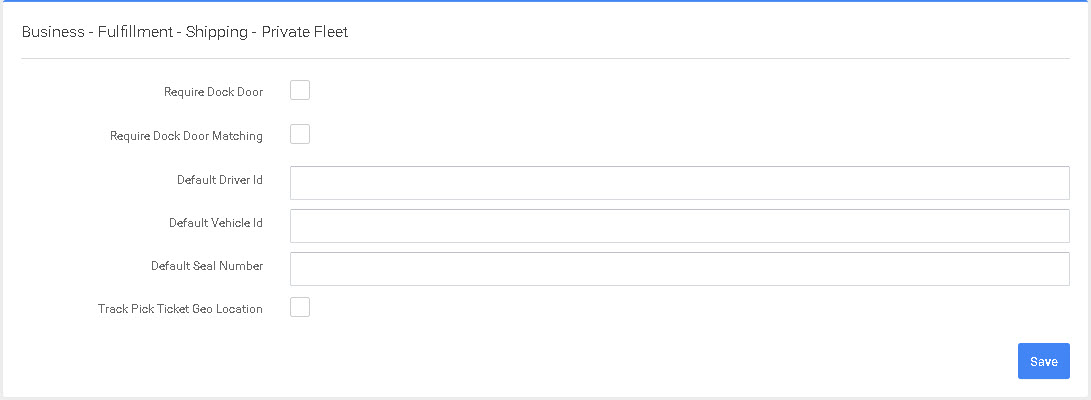 Business - Fulfillment - Shipping - Private Fleet
Require Dock Door
Require Dock Door Matching
Default Driver Id
Default Vehicle Id
Default Seal Number
Track Pick Ticket Geo Location
Save